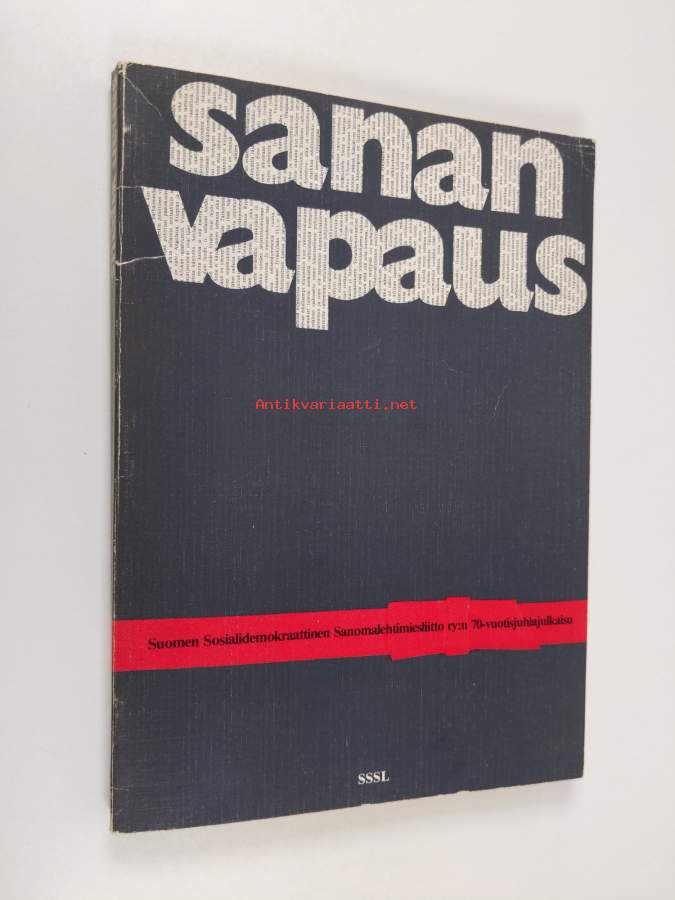 sanan
vapaus
Antikvariaatti.net
Suomen Sosialidemokraattinen Sanomalehtimiesliitto ry:n 70-vuotisjuhlajulkaisu
SSSL